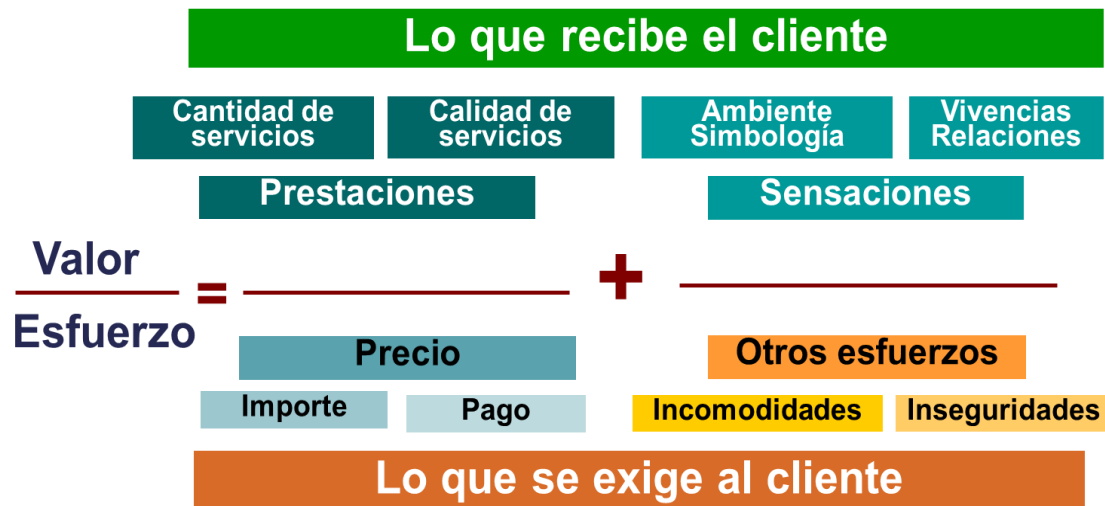 Lo que recibe el cliente
Cantidad de
servicios
Calidad de
servicios
Ambiente
Simbología
Vivencias
Relaciones
Prestaciones
Sensaciones
Valor
Esfuerzo
=
+
Precio
Otros esfuerzos
Importe
Pago
Incomodidades
Inseguridades
Lo que se exige al cliente